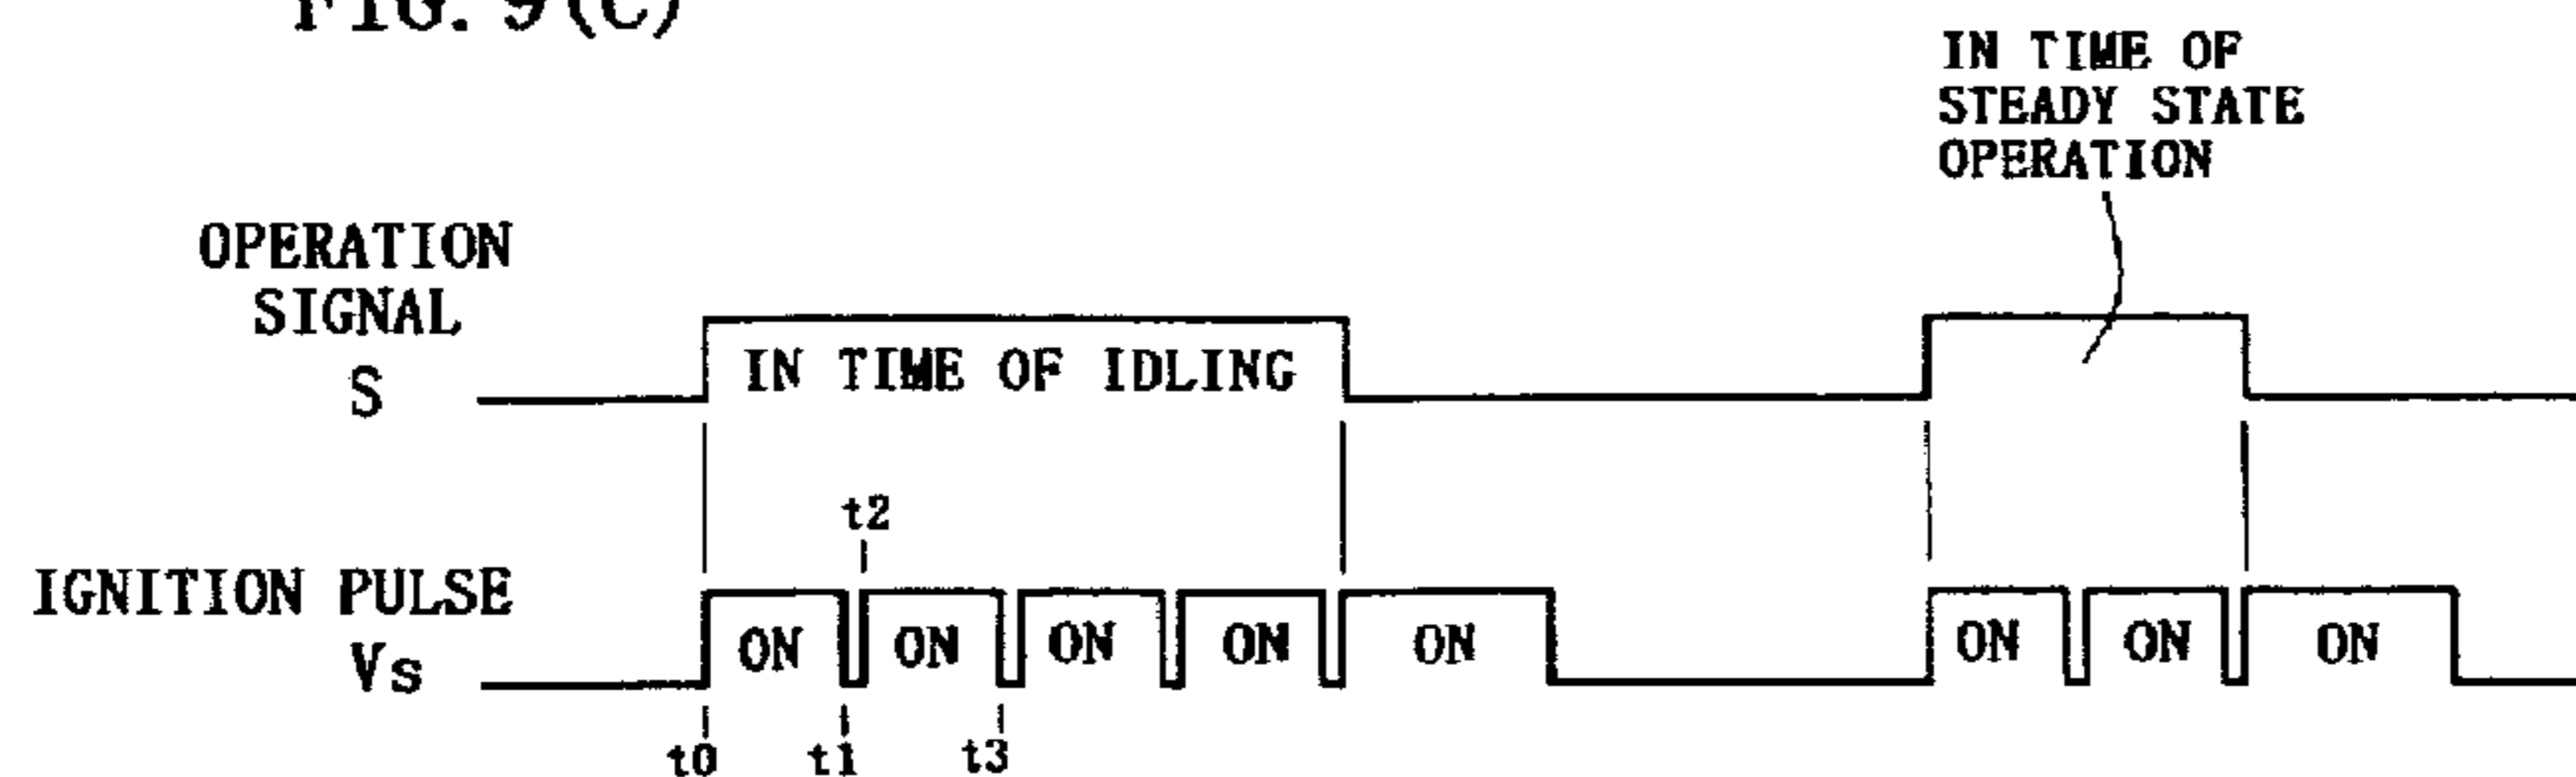 FIG. 9(C)
IN TIME OF
STEADY STATE
OPERATION
OPERATION
SIGNAL
S
IN TIME OF IDLING
t2
IGNITION PULSE
Vs
ON
ON
ON
ON
ON
ON
ON
ON
t0
t1
t3